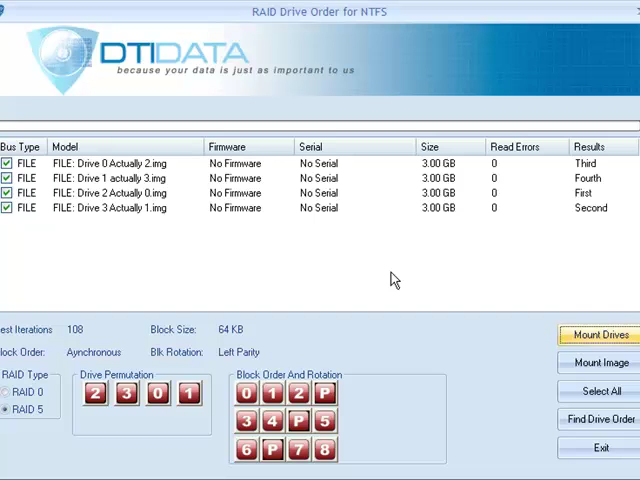 RAID Drive Order for NTFS
DTIDATA
because your data is just as important to us
Bus Type Model Firmware Serial Size Read Errors Results
FILE FILE: Drive 0 Actually 2.img No Firmware No Serial 3.00 GB 0 Third
FILE FILE: Drive 1 actually 3.img No Firmware No Serial 3.00 GB 0 Fourth
FILE FILE: Drive 2 Actually 0.img No Firmware No Serial 3.00 GB 0 First
FILE FILE: Drive 3 Actually 1.img No Firmware No Serial 3.00 GB 0 Second
est Iterations 108 Block Size: 64 KB
lock Order: Aynchronous Blk Rotation: Left Parity
RAID Type
RAID 0
RAID 5
Drive Permutation
2 3 0 1
Block Order And Rotation
0 1 2 P
3 4 P 5
6 P 7 8
Mount Drives
Mount Image
Select All
Find Drive Order
Exit